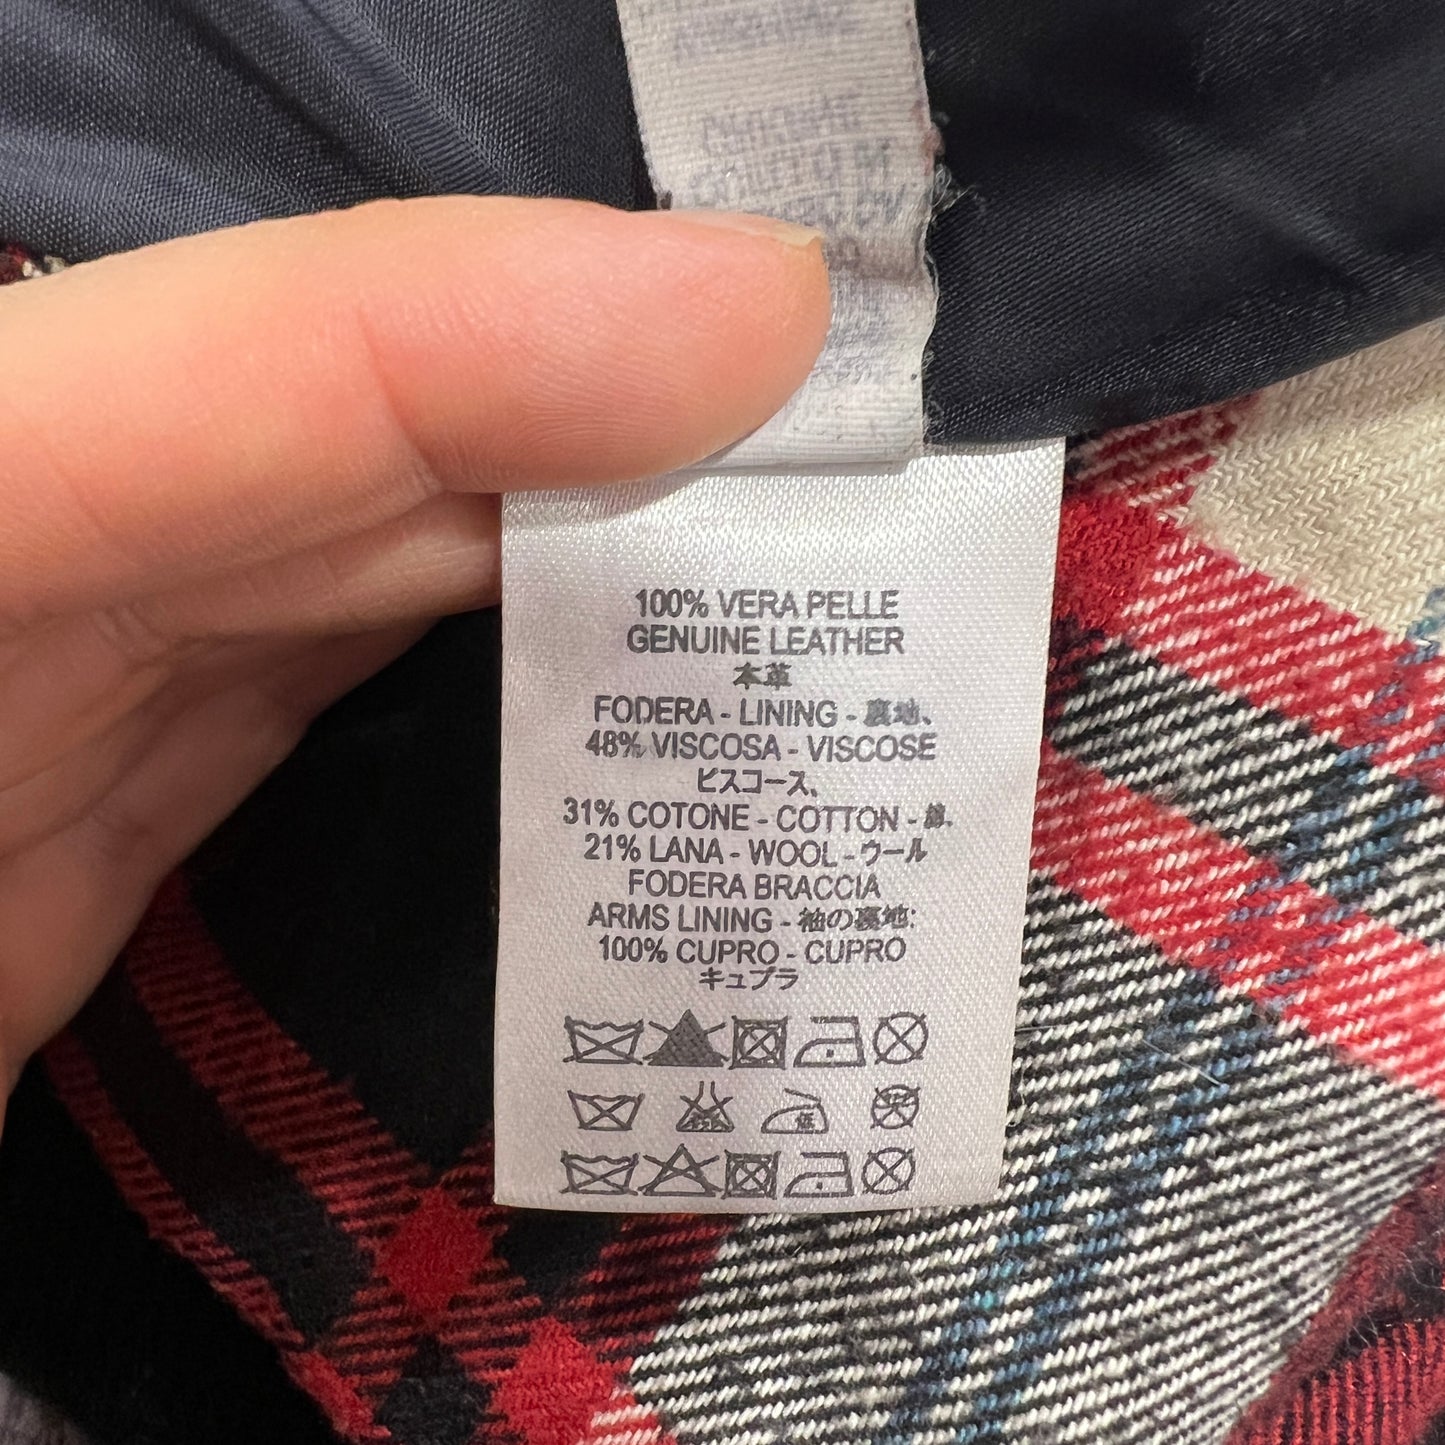 100% VERA PELLE
GENUINE LEATHER
本革
FODERA - LINING - 裏地、
48% VISCOSA - VISCOSE
ビスコース、
31% COTONE - COTTON - 綿、
21% LANA - WOOL - ウール
FODERA BRACCIA
ARMS LINING - 袖の裏地:
100% CUPRO - CUPRO
キュプラ